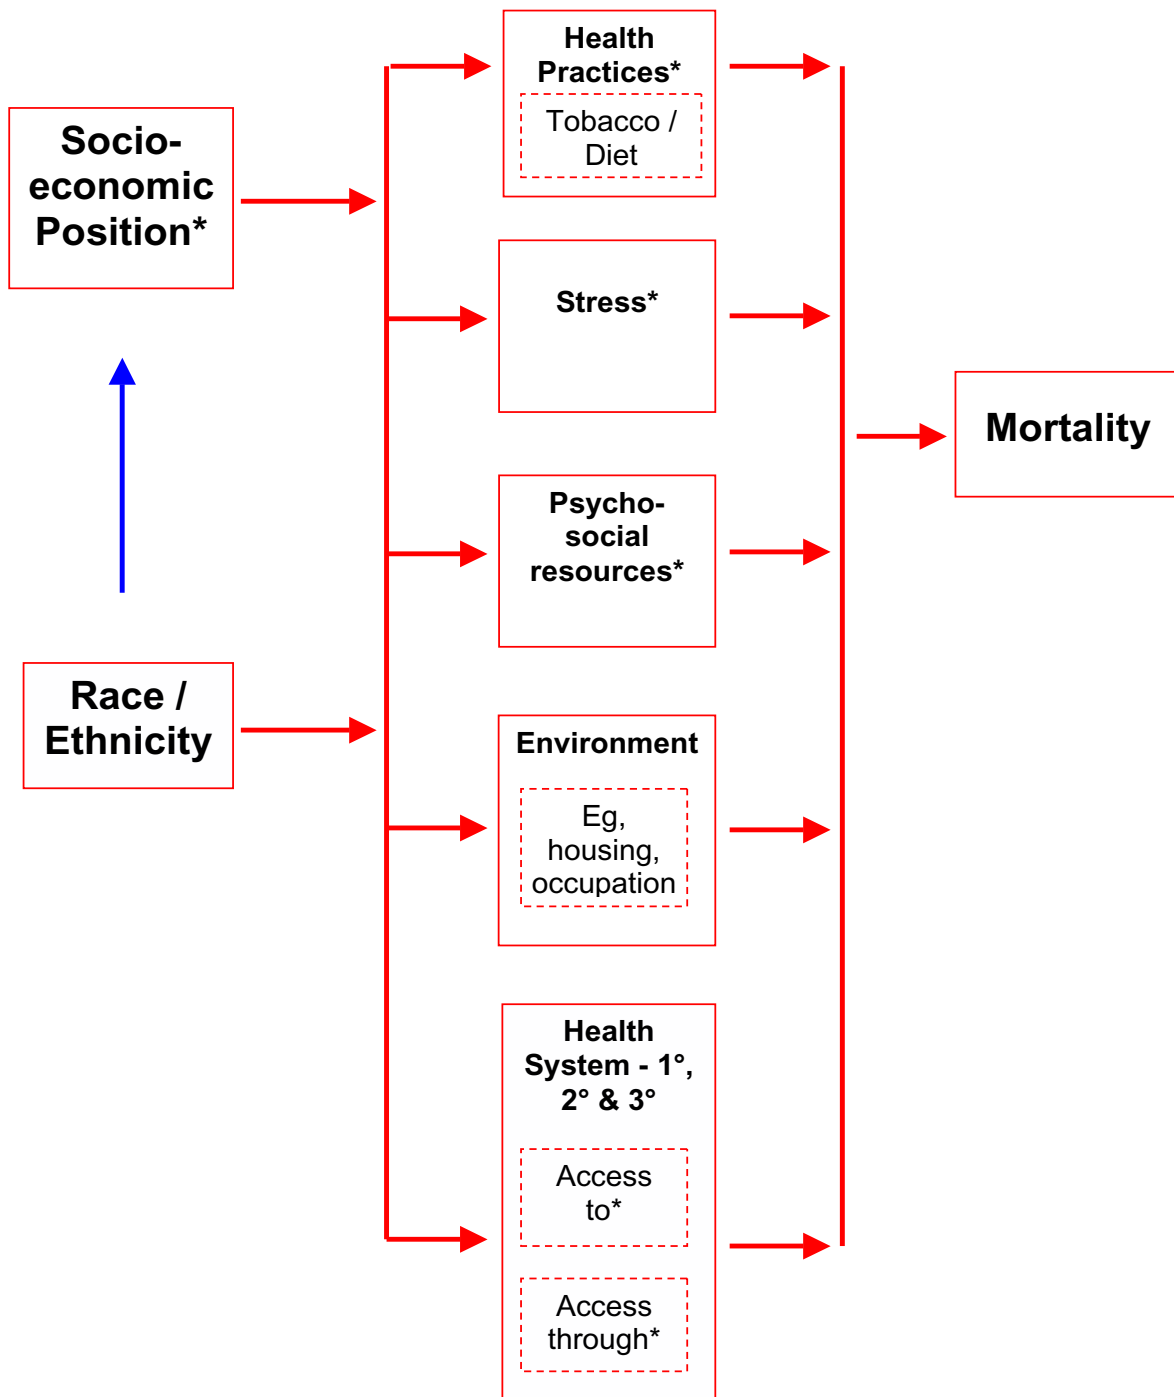 Health
Practices*
Tobacco /
Diet
Socio-
economic
Position*
Stress*
Mortality
Psycho-
social
resources*
Race /
Ethnicity
Environment
Eg,
housing,
occupation
Health
System - 1°,
2° & 3°
Access
to*
Access
through*